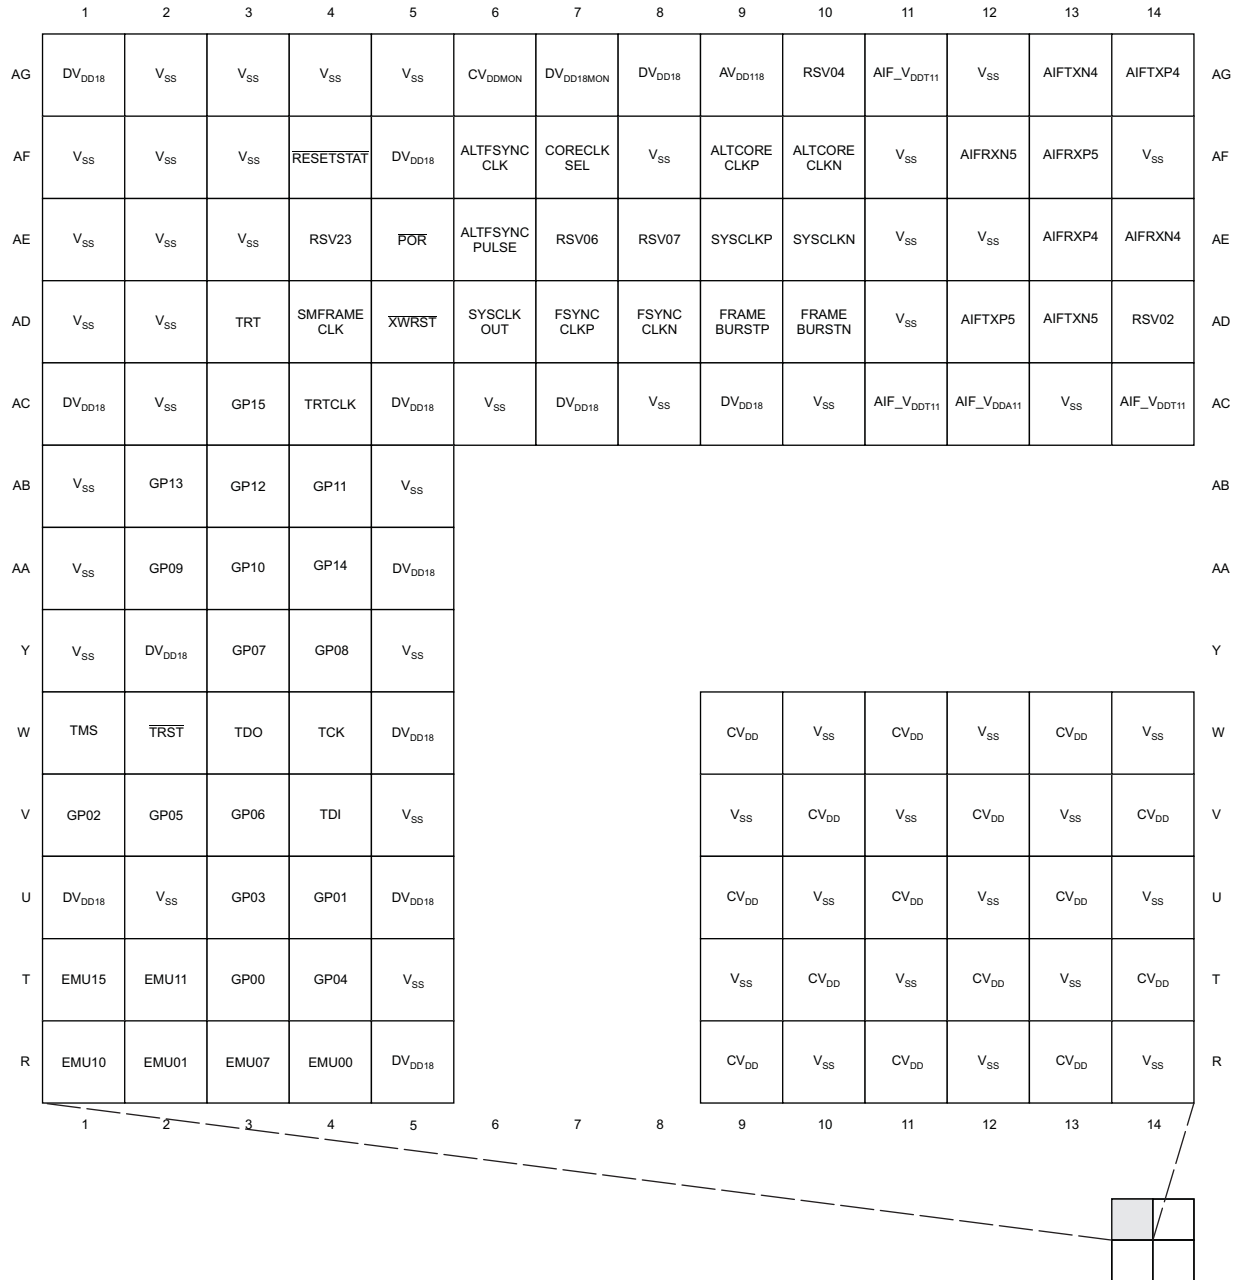 1 2 3 4 5 6 7 8 9 10 11 12 13 14
AG DVDD18 VSS VSS VSS VSS CVDDMON DVDD18MON DVDD18 AVDD118 RSV04 AIF_VDDT11 VSS AIFTXN4 AIFTXP4 AG
AF VSS VSS VSS RESETSTAT DVDD18 ALTFSYNC CLK CORECLK SEL VSS ALTCORE CLKP ALTCORE CLKN VSS AIFRXN5 AIFRXP5 VSS AF
AE VSS VSS VSS RSV23 POR ALTFSYNC PULSE RSV06 RSV07 SYSCLKP SYSCLKN VSS VSS AIFRXP4 AIFRXN4 AE
AD VSS VSS TRT SMFRAME CLK XWRST SYSCLK OUT FSYNC CLKP FSYNC CLKN FRAME BURSTP FRAME BURSTN VSS AIFTXP5 AIFTXN5 RSV02 AD
AC DVDD18 VSS GP15 TRTCLK DVDD18 VSS DVDD18 VSS DVDD18 VSS AIF_VDDT11 AIF_VDDA11 VSS AIF_VDDT11 AC
AB VSS GP13 GP12 GP11 VSS AB
AA VSS GP09 GP10 GP14 DVDD18 AA
Y VSS DVDD18 GP07 GP08 VSS Y
W TMS TRST TDO TCK DVDD18 CVDD VSS CVDD VSS CVDD VSS W
V GP02 GP05 GP06 TDI VSS VSS CVDD VSS CVDD VSS CVDD V
U DVDD18 VSS GP03 GP01 DVDD18 CVDD VSS CVDD VSS CVDD VSS U
T EMU15 EMU11 GP00 GP04 VSS VSS CVDD VSS CVDD VSS CVDD T
R EMU10 EMU01 EMU07 EMU00 DVDD18 CVDD VSS CVDD VSS CVDD VSS R
1 2 3 4 5 6 7 8 9 10 11 12 13 14